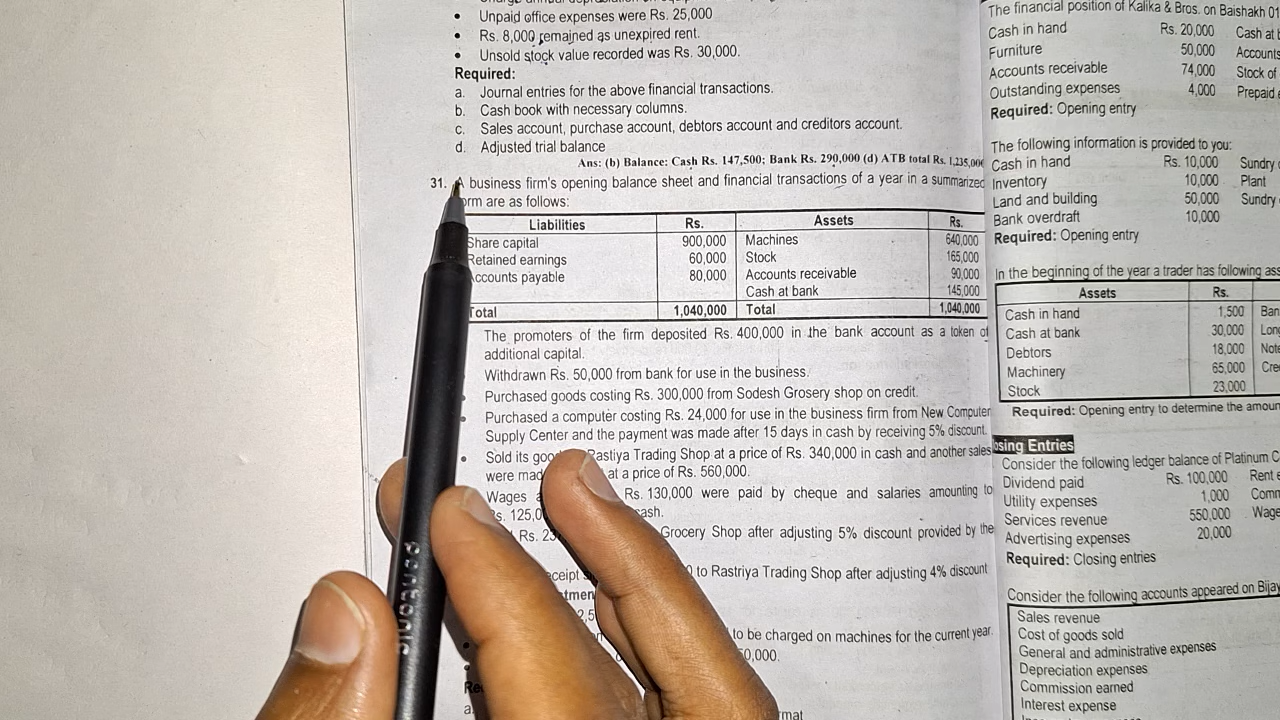 Unpaid office expenses were Rs. 25,000
Rs. 8,000 remained as unexpired rent.
Unsold stock value recorded was Rs. 30,000.
Required:
a. Journal entries for the above financial transactions.
b. Cash book with necessary columns.
c. Sales account, purchase account, debtors account and creditors account.
d. Adjusted trial balance
Ans: (b) Balance: Cash Rs. 147,500; Bank Rs. 290,000 (d) ATB total Rs. 1,235,000
31. A business firm's opening balance sheet and financial transactions of a year in a summarized
orm are as follows:
Liabilities Rs. Assets Rs.
Share capital 900,000 Machines 640,000
Retained earnings 60,000 Stock 165,000
Accounts payable 80,000 Accounts receivable 90,000
Cash at bank 145,000
Total 1,040,000 Total 1,040,000
The promoters of the firm deposited Rs. 400,000 in the bank account as a token of
additional capital.
Withdrawn Rs. 50,000 from bank for use in the business.
Purchased goods costing Rs. 300,000 from Sodesh Grosery shop on credit.
Purchased a computer costing Rs. 24,000 for use in the business firm from New Computer
Supply Center and the payment was made after 15 days in cash by receiving 5% discount.
Sold its Rastiya Trading Shop at a price of Rs. 340,000 in cash and another sales
were at a price of Rs. 560,000.
Wages Rs. 130,000 were paid by cheque and salaries amounting to
Rs.
Rs. Grocery Shop after adjusting 5% discount provided by the
to Rastriya Trading Shop after adjusting 4% discount
to be charged on machines for the current year.
a.
The financial position of Kalika & Bros. on Baishakh 01
Cash in hand Rs. 20,000 Cash at
Furniture 50,000 Accounts
Accounts receivable 74,000 Stock of
Outstanding expenses 4,000 Prepaid
Required: Opening entry
The following information is provided to you:
Cash in hand Rs. 10,000 Sundry
Inventory 10,000 Plant
Land and building 50,000 Sundry
Bank overdraft 10,000
Required: Opening entry
In the beginning of the year a trader has following
Assets Rs.
Cash in hand 1,500
Cash at bank 30,000
Debtors 18,000
Machinery 65,000
Stock 23,000
Required: Opening entry to determine the
osing Entries
Consider the following ledger balance of Platinum
Dividend paid Rs. 100,000 Rent
Utility expenses 1,000
Services revenue 550,000
Advertising expenses 20,000
Required: Closing entries
Consider the following accounts appeared on
Sales revenue
Cost of goods sold
General and administrative expenses
Depreciation expenses
Commission earned
Interest expense